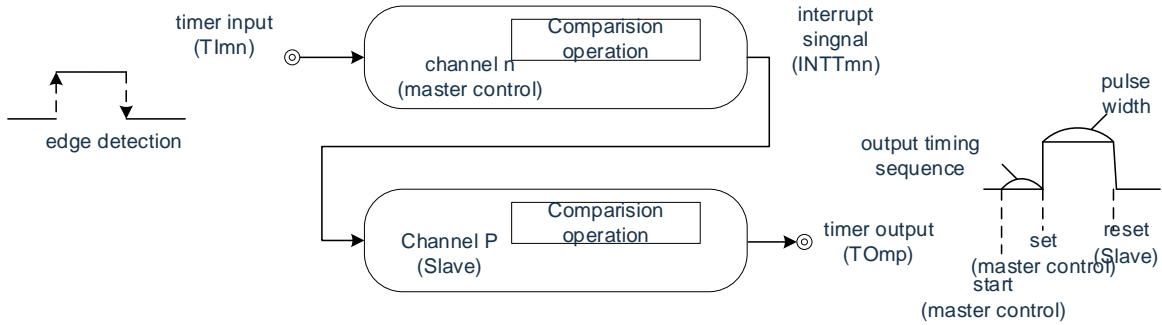 timer input
(TImn)
Comparision
operation
channel n
(master control)
interrupt
singnal
(INTTmn)
edge detection
pulse
width
output timing
sequence
Comparision
operation
Channel P
(Slave)
timer output
(TOmp)
set
(master control)
reset
(Slave)
start
(master control)